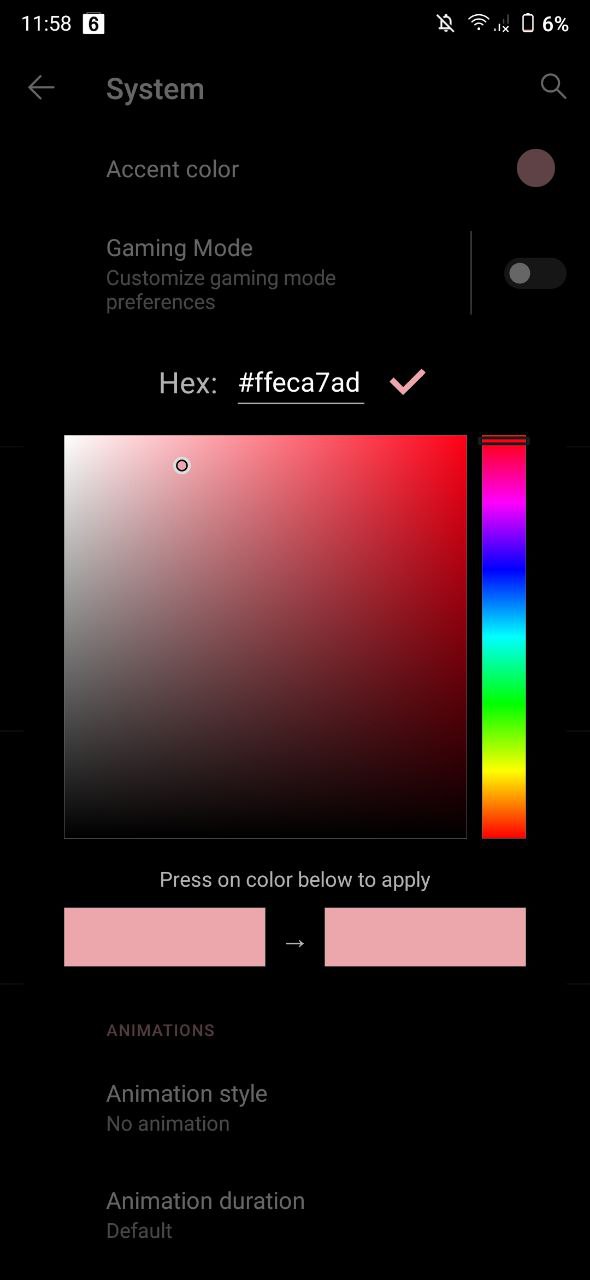 11:58 6 6%
System
Accent color
Gaming Mode
Customize gaming mode
preferences
Hex: #ffeca7ad
Press on color below to apply
→
ANIMATIONS
Animation style
No animation
Animation duration
Default